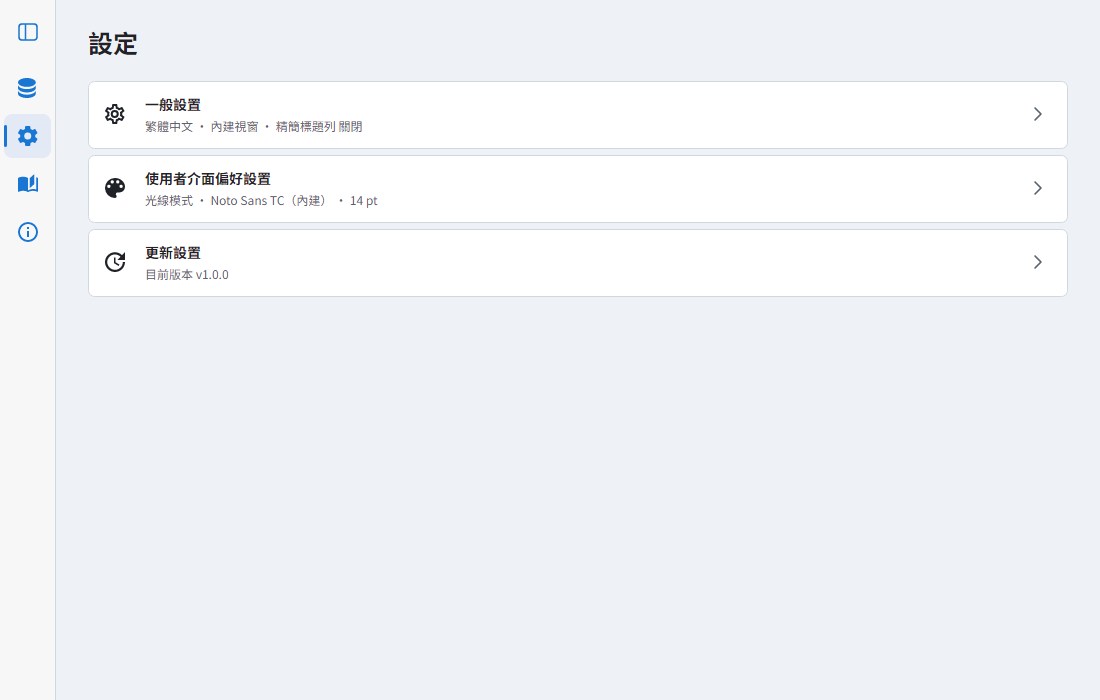 設定
一般設置
繁體中文 • 內建視窗 • 精簡標題列 關閉
使用者介面偏好設置
光線模式 • Noto Sans TC（內建） • 14 pt
更新設置
目前版本 v1.0.0